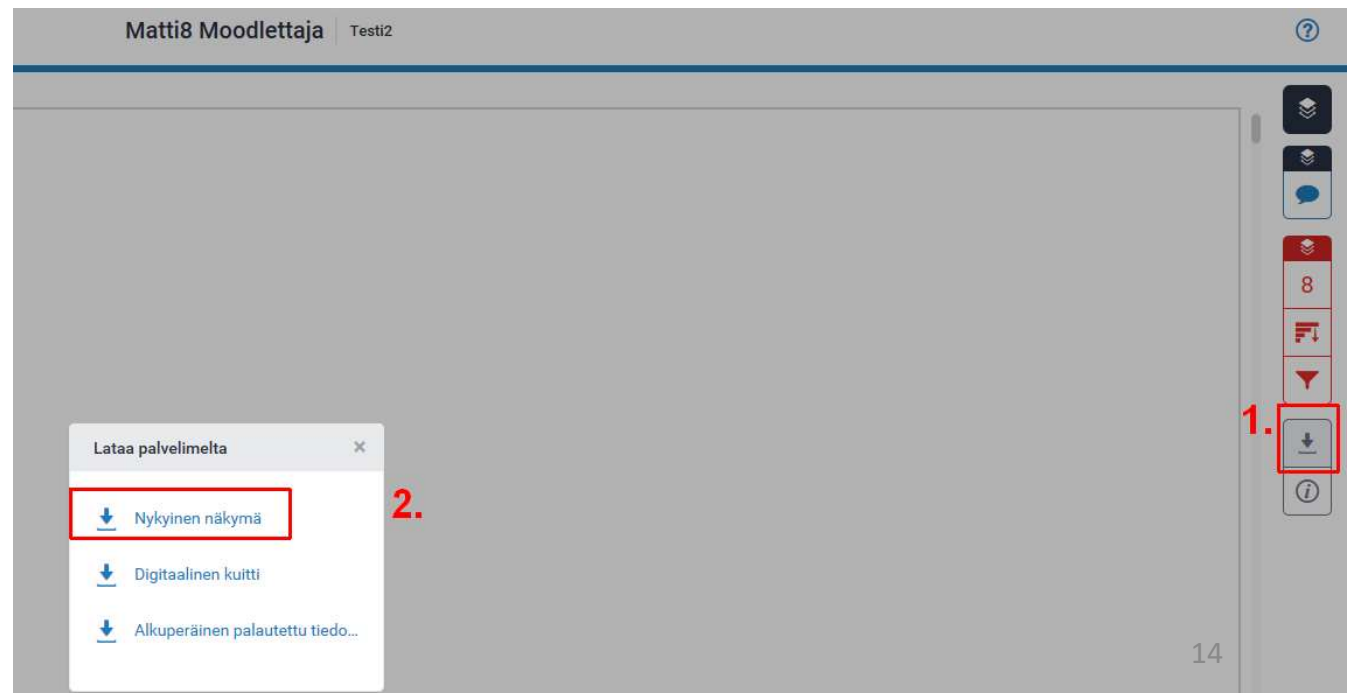 Matti8 Moodlettaja Testi2
?
8
1.
i
Lataa palvelimelta ×
Nykyinen näkymä
2.
Digitaalinen kuitti
Alkuperäinen palautettu tiedo...
14